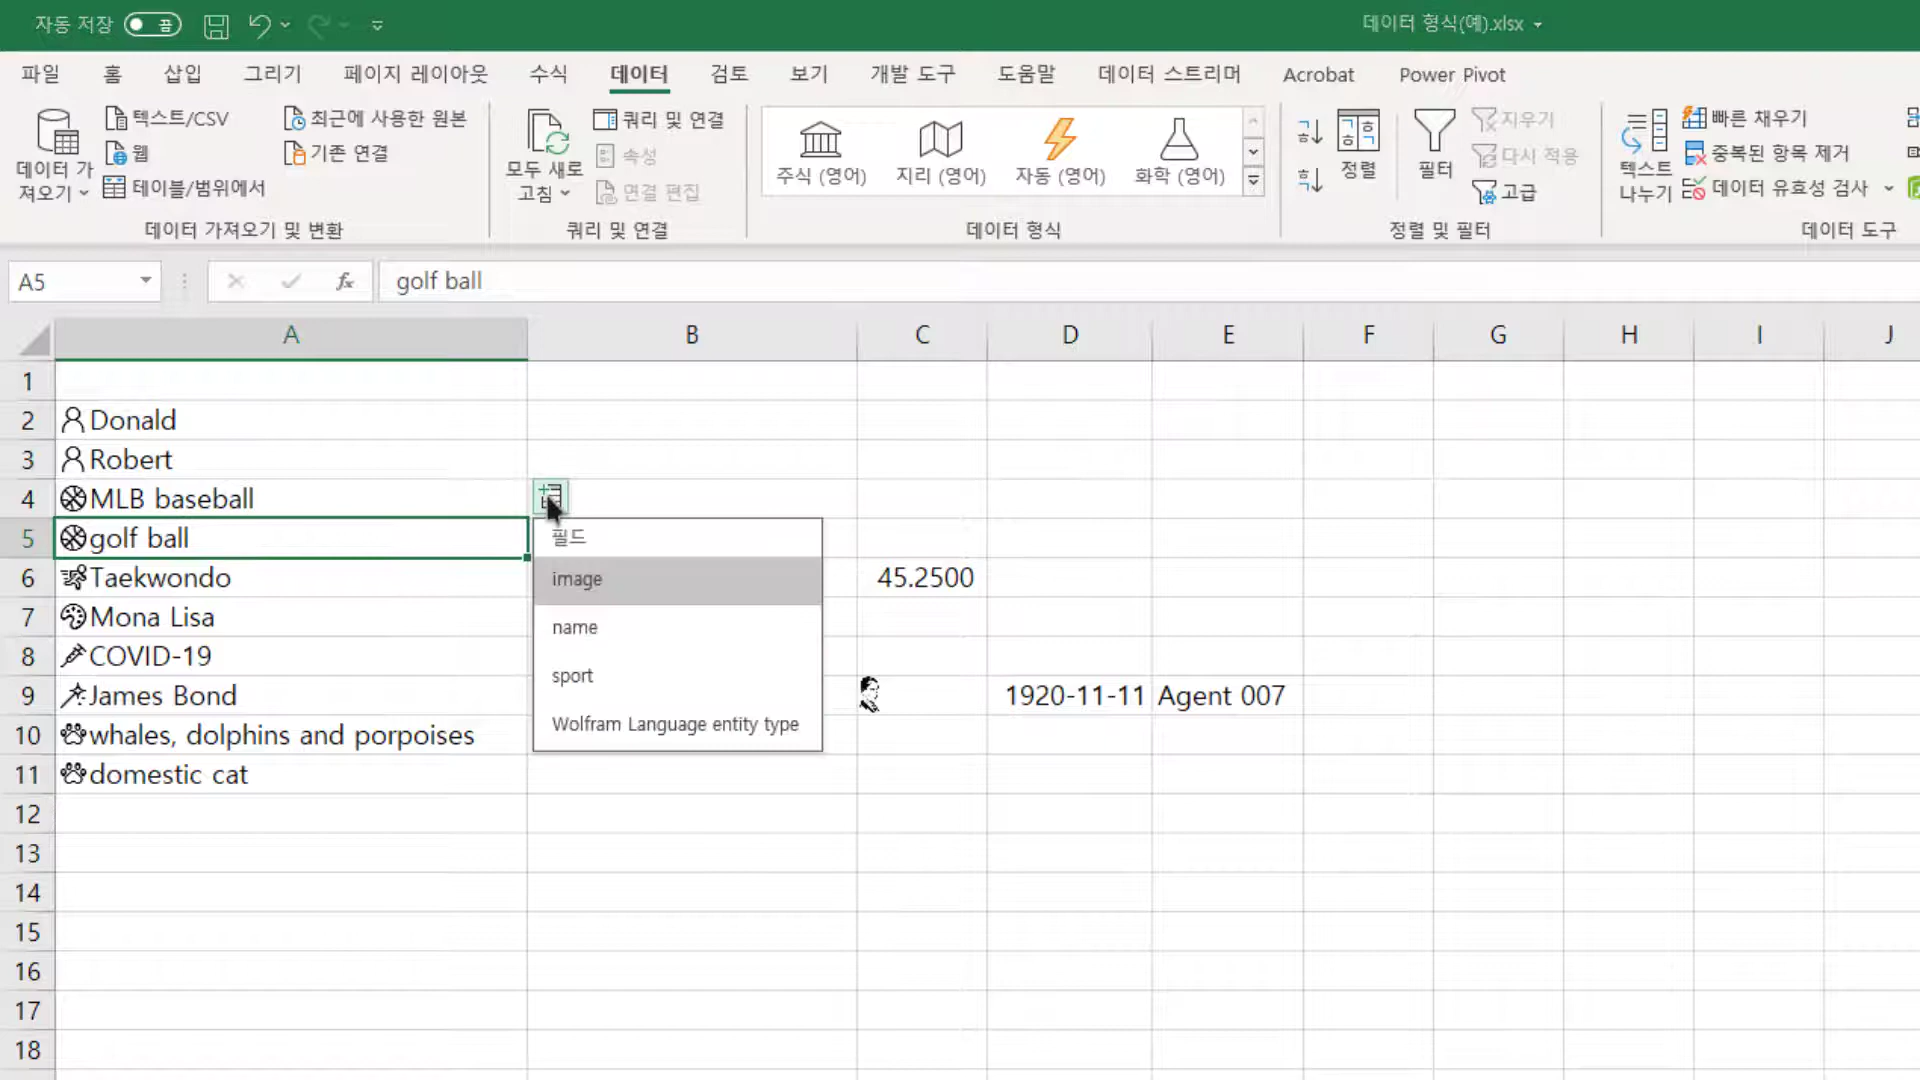 자동 저장 끔 데이터 형식(예).xlsx
파일 홈 삽입 그리기 페이지 레이아웃 수식 데이터 검토 보기 개발 도구 도움말 데이터 스트리머 Acrobat Power Pivot
데이터 가
져오기
텍스트/CSV
웹
테이블/범위에서
최근에 사용한 원본
기존 연결
데이터 가져오기 및 변환
모두 새로
고침
쿼리 및 연결
속성
연결 편집
쿼리 및 연결
주식 (영어) 지리 (영어) 자동 (영어) 화학 (영어)
데이터 형식
정렬
필터
지우기
다시 적용
고급
정렬 및 필터
텍스트
나누기
빠른 채우기
중복된 항목 제거
데이터 유효성 검사
데이터 도구
A5 fx golf ball
A B C D E F G H I J
1
2 Donald
3 Robert
4 MLB baseball
5 golf ball
6 Taekwondo 45.2500
7 Mona Lisa
8 COVID-19
9 James Bond 1920-11-11 Agent 007
10 whales, dolphins and porpoises
11 domestic cat
12
13
14
15
16
17
18
필드
image
name
sport
Wolfram Language entity type